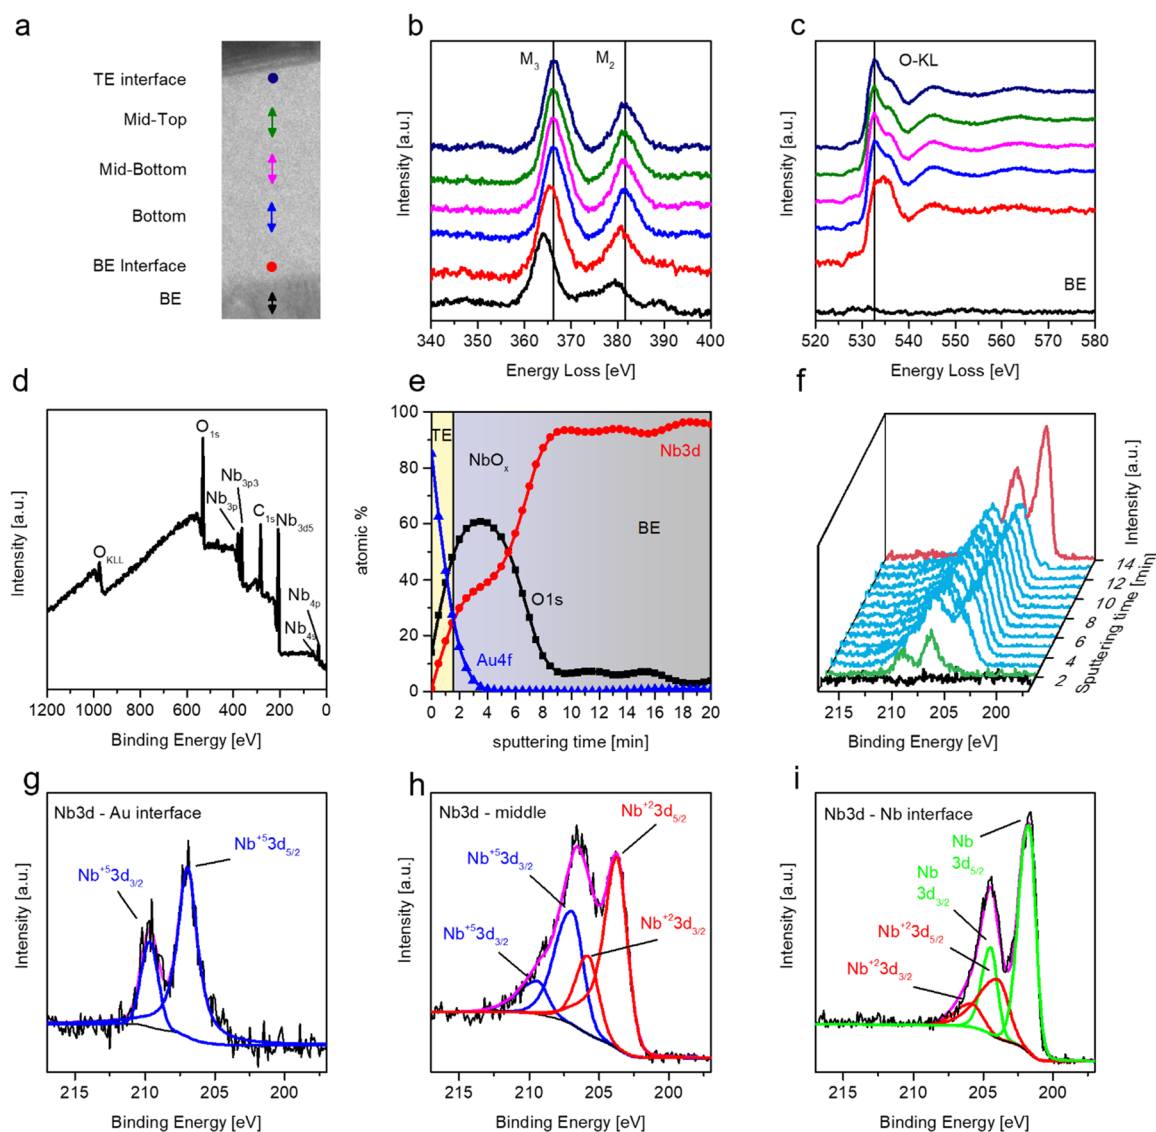 a
TE interface
Mid-Top
Mid-Bottom
Bottom
BE Interface
BE
b
M₃
M₂
Intensity [a.u.]
340 350 360 370 380 390 400
Energy Loss [eV]
c
O-KL
BE
Intensity [a.u.]
520 530 540 550 560 570 580
Energy Loss [eV]
d
O₁ₛ
Nb₃ₚ₃
Nb₃ₚ
C₁ₛ
Nb₃d₅
O_KLL
Nb₄ₚ
Nb₄ₛ
Intensity [a.u.]
1200 1000 800 600 400 200 0
Binding Energy [eV]
e
100
80
60
40
20
0
atomic %
TE
NbOₓ
Nb3d
BE
O1s
Au4f
0 2 4 6 8 10 12 14 16 18 20
sputtering time [min]
f
Intensity [a.u.]
14
12
10
8
6
4
2
Sputtering time [min]
215 210 205 200
Binding Energy [eV]
g
Nb3d - Au interface
Nb⁺⁵3d₅/₂
Nb⁺⁵3d₃/₂
Intensity [a.u.]
215 210 205 200
Binding Energy [eV]
h
Nb3d - middle
Nb⁺²3d₅/₂
Nb⁺⁵3d₃/₂
Nb⁺⁵3d₃/₂
Nb⁺²3d₃/₂
Intensity [a.u.]
215 210 205 200
Binding Energy [eV]
i
Nb3d - Nb interface
Nb
3d₅/₂
Nb
3d₃/₂
Nb⁺²3d₅/₂
Nb⁺²3d₃/₂
Intensity [a.u.]
215 210 205 200
Binding Energy [eV]